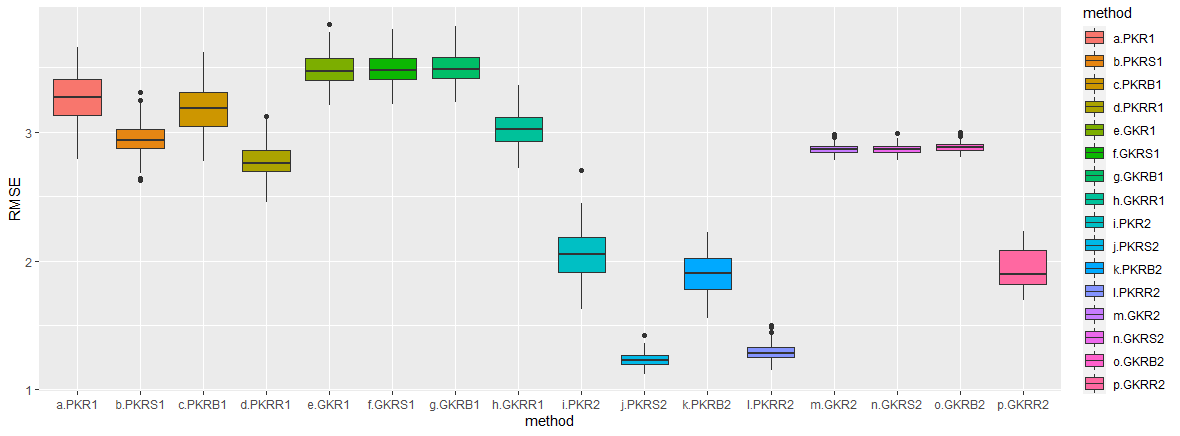 RMSE
3
2
1
a.PKR1 b.PKRS1 c.PKRB1 d.PKRR1 e.GKR1 f.GKRS1 g.GKRB1 h.GKRR1 i.PKR2 j.PKRS2 k.PKRB2 l.PKRR2 m.GKR2 n.GKRS2 o.GKRB2 p.GKRR2
method
method
a.PKR1
b.PKRS1
c.PKRB1
d.PKRR1
e.GKR1
f.GKRS1
g.GKRB1
h.GKRR1
i.PKR2
j.PKRS2
k.PKRB2
l.PKRR2
m.GKR2
n.GKRS2
o.GKRB2
p.GKRR2